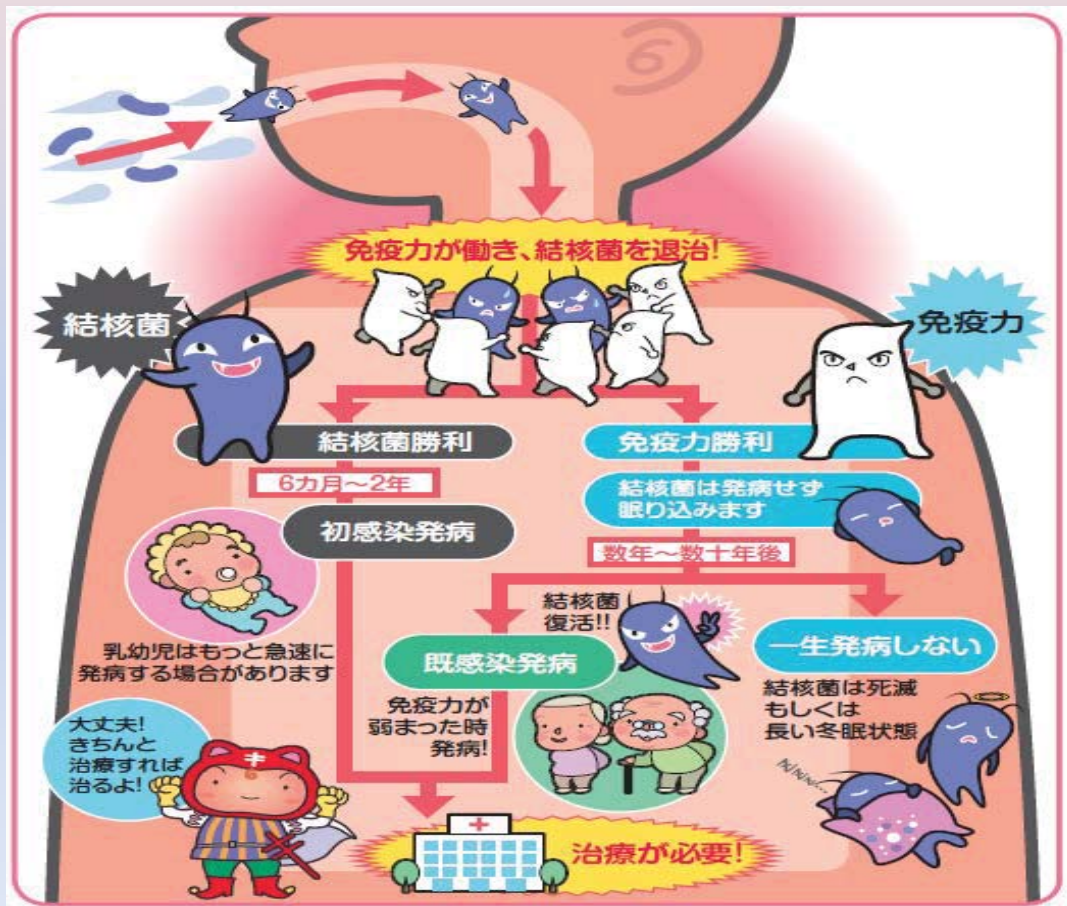 免疫力が働き、結核菌を退治!
結核菌
免疫力
結核菌勝利
6カ月~2年
初感染発病
乳幼児はもっと急速に
発病する場合があります
免疫力勝利
結核菌は発病せず
眠り込みます
数年~数十年後
結核菌
復活!!
既感染発病
免疫力が
弱まった時
発病!
一生発病しない
結核菌は死滅
もしくは
長い冬眠状態
大丈夫!
きちんと
治療すれば
治るよ!
治療が必要!